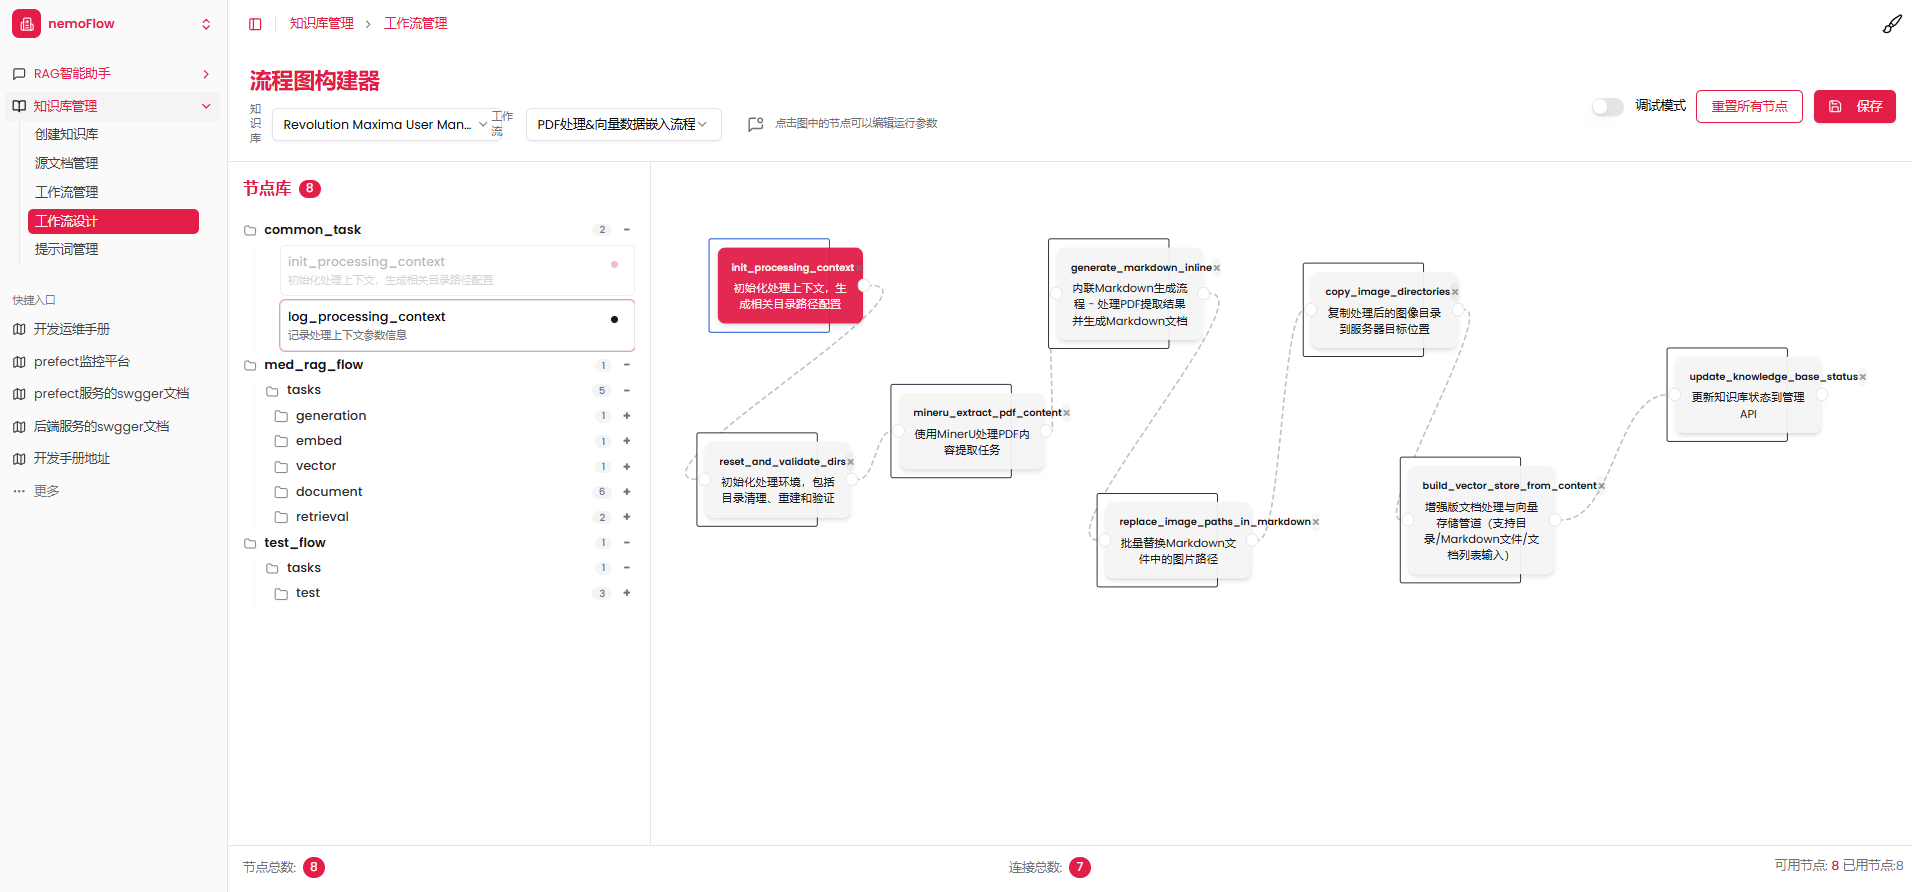 nemoFlow
RAG智能助手
知识库管理
创建知识库
源文档管理
工作流管理
工作流设计
提示词管理
快捷入口
开发运维手册
prefect监控平台
prefect服务的swgger文档
后端服务的swgger文档
开发手册地址
更多
知识库管理 > 工作流管理
流程图构建器
知识库
Revolution Maxima User Man...
工作流
PDF处理&向量数据嵌入流程
点击图中的节点可以编辑运行参数
调试模式
重置所有节点
保存
节点库 8
common_task 2 -
init_processing_context
初始化处理上下文，生成相关目录路径配置
log_processing_context
记录处理上下文参数信息
med_rag_flow 1 -
tasks 5 -
generation 1 +
embed 1 +
vector 1 +
document 6 +
retrieval 2 +
test_flow 1 -
tasks 1 -
test 3 +
init_processing_context
初始化处理上下文，生
成相关目录路径配置
reset_and_validate_dirs
初始化处理环境，包括
目录清理、重建和验证
mineru_extract_pdf_content
使用MinerU处理PDF内
容提取任务
generate_markdown_inline
内联Markdown生成流
程 - 处理PDF提取结果
并生成Markdown文档
replace_image_paths_in_markdown
批量替换Markdown文
件中的图片路径
copy_image_directories
复制处理后的图像目录
到服务器目标位置
build_vector_store_from_content
增强版文档处理与向量
存储管道（支持目
录/Markdown文件/文
档列表输入）
update_knowledge_base_status
更新知识库状态到管理
API
节点总数: 8
连接总数: 7
可用节点: 8 已用节点:8